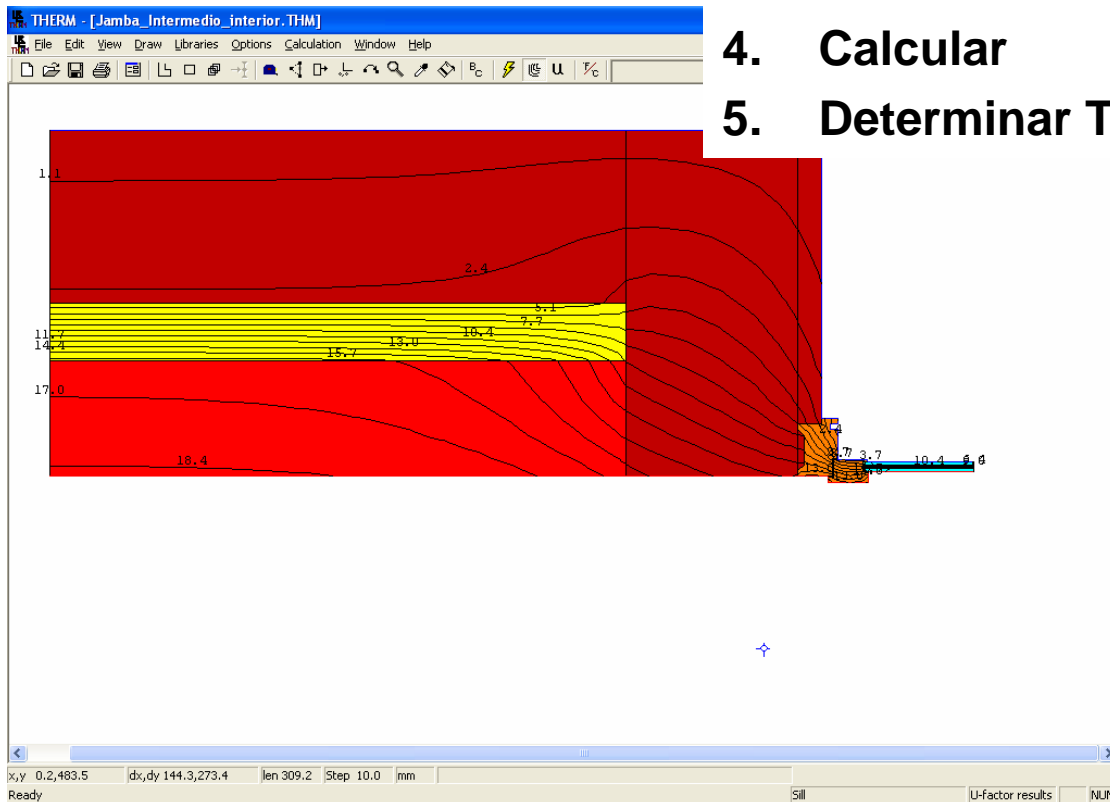 THERM - [Jamba_Intermedio_interior.THM]
File Edit View Draw Libraries Options Calculation Window Help
4. Calcular
5. Determinar T
1.1
2.4
5.1
7.7
10.4
13.0
15.7
11.7
14.4
17.0
18.4
3.7
10.4
x,y 0.2,483.5 dx,dy 144.3,273.4 len 309.2 Step 10.0 mm
Ready Sill U-factor results NUM